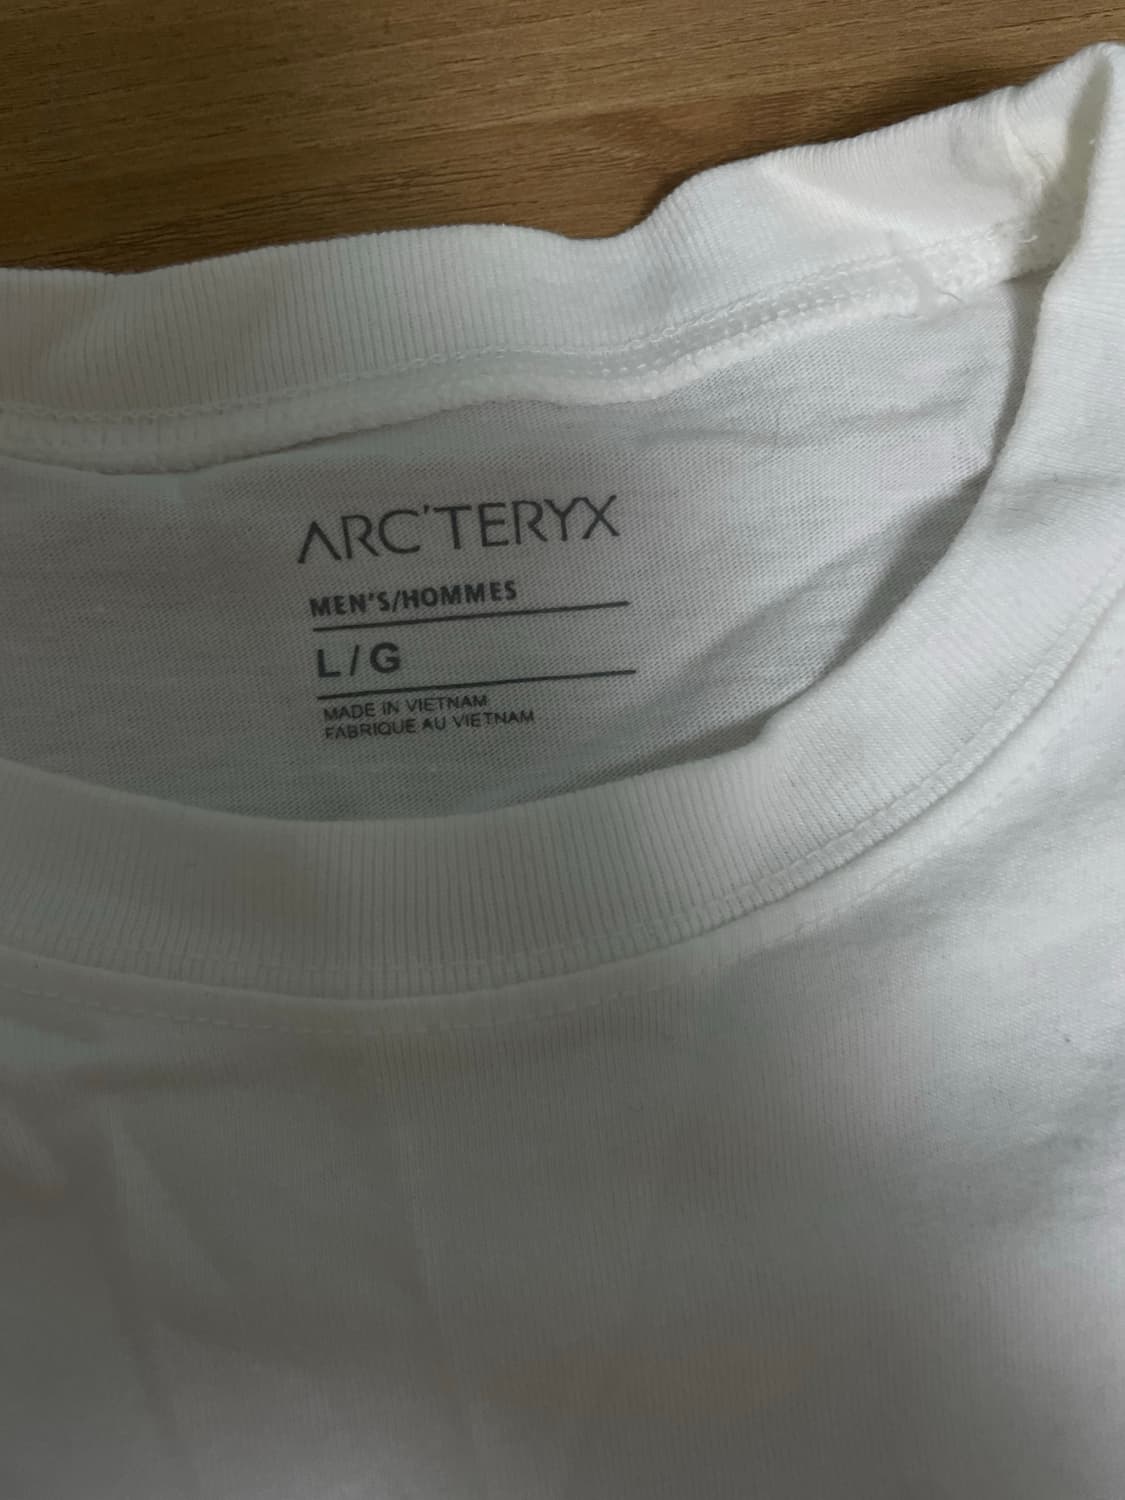 ARC'TERYX
MEN'S/HOMMES
L/G
MADE IN VIETNAM
FABRIQUE AU VIETNAM